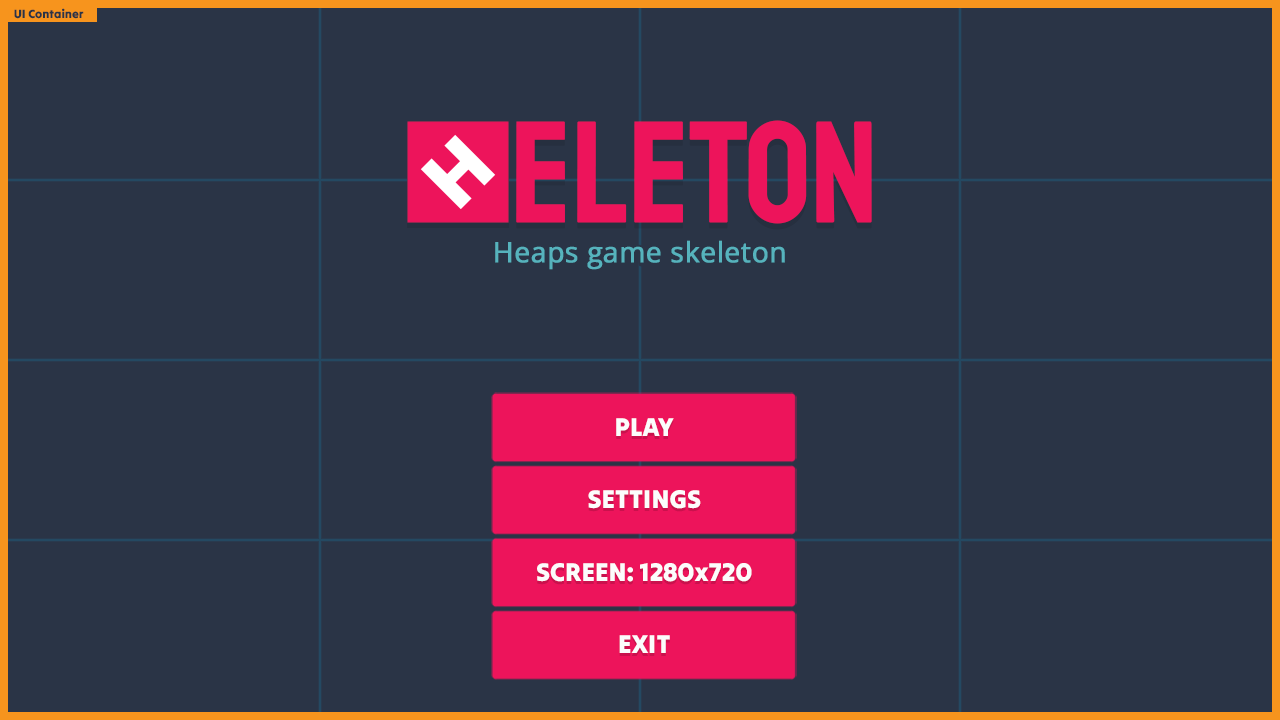 UI Container
HELETON
Heaps game skeleton
PLAY
SETTINGS
SCREEN: 1280x720
EXIT